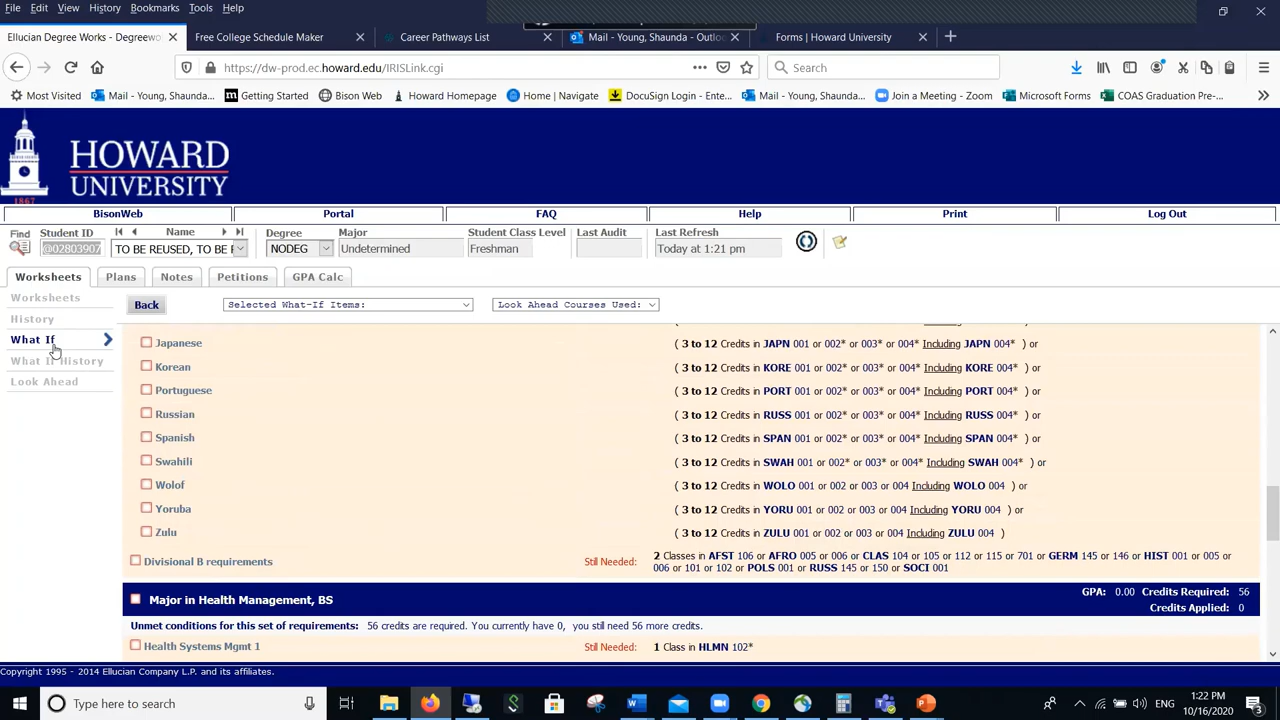 File Edit View History Bookmarks Tools Help
Ellucian Degree Works - Degreewo
Free College Schedule Maker
Career Pathways List
Mail - Young, Shaunda - Outlo
Forms | Howard University
https://dw-prod.ec.howard.edu/IRISLink.cgi
Search
Most Visited
Mail - Young, Shaunda...
Getting Started
Bison Web
Howard Homepage
Home | Navigate
DocuSign Login - Ente...
Mail - Young, Shaunda...
Join a Meeting - Zoom
Microsoft Forms
COAS Graduation Pre-...
HOWARD
UNIVERSITY
1867
BisonWeb Portal FAQ Help Print Log Out
Find Student ID Name Degree Major Student Class Level Last Audit Last Refresh
@02803907 TO BE REUSED, TO BE NODEG Undetermined Freshman Today at 1:21 pm
Worksheets Plans Notes Petitions GPA Calc
Worksheets
History
What If
What If History
Look Ahead
Back Selected What-If Items: Look Ahead Courses Used:
Japanese ( 3 to 12 Credits in JAPN 001 or 002* or 003* or 004* Including JAPN 004* ) or
Korean ( 3 to 12 Credits in KORE 001 or 002* or 003* or 004* Including KORE 004* ) or
Portuguese ( 3 to 12 Credits in PORT 001 or 002* or 003* or 004* Including PORT 004* ) or
Russian ( 3 to 12 Credits in RUSS 001 or 002* or 003* or 004* Including RUSS 004* ) or
Spanish ( 3 to 12 Credits in SPAN 001 or 002* or 003* or 004* Including SPAN 004* ) or
Swahili ( 3 to 12 Credits in SWAH 001 or 002* or 003* or 004* Including SWAH 004* ) or
Wolof ( 3 to 12 Credits in WOLO 001 or 002 or 003 or 004 Including WOLO 004 ) or
Yoruba ( 3 to 12 Credits in YORU 001 or 002 or 003 or 004 Including YORU 004 ) or
Zulu ( 3 to 12 Credits in ZULU 001 or 002 or 003 or 004 Including ZULU 004 )
Divisional B requirements Still Needed: 2 Classes in AFST 106 or AFRO 005 or 006 or CLAS 104 or 105 or 112 or 115 or 701 or GERM 145 or 146 or HIST 001 or 005 or
006 or 101 or 102 or POLS 001 or RUSS 145 or 150 or SOCI 001
Major in Health Management, BS GPA: 0.00 Credits Required: 56
Credits Applied: 0
Unmet conditions for this set of requirements: 56 credits are required. You currently have 0, you still need 56 more credits.
Health Systems Mgmt 1 Still Needed: 1 Class in HLMN 102*
Copyright 1995 - 2014 Ellucian Company L.P. and its affiliates.
Type here to search
1:22 PM
10/16/2020
3